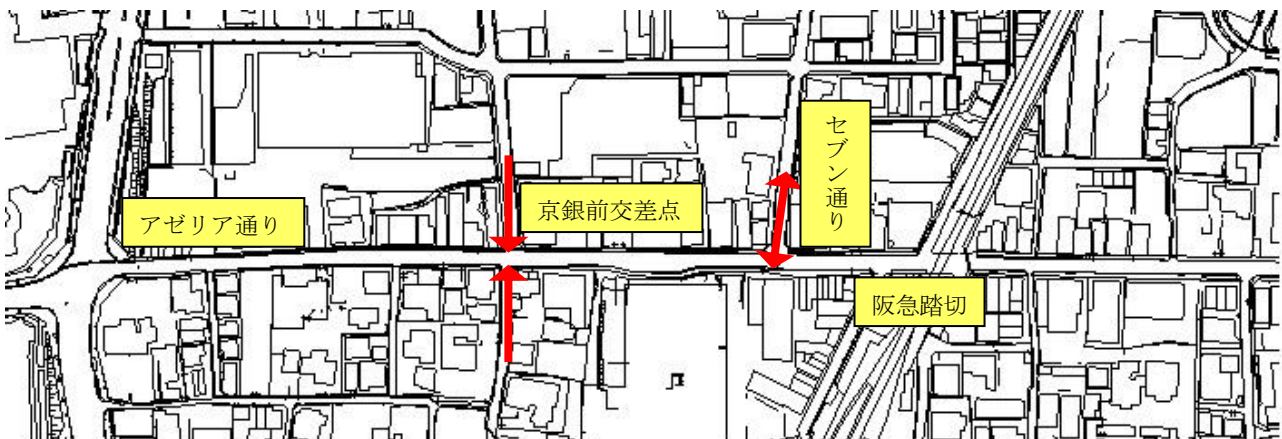 セブン通り
京銀前交差点
アゼリア通り
阪急踏切